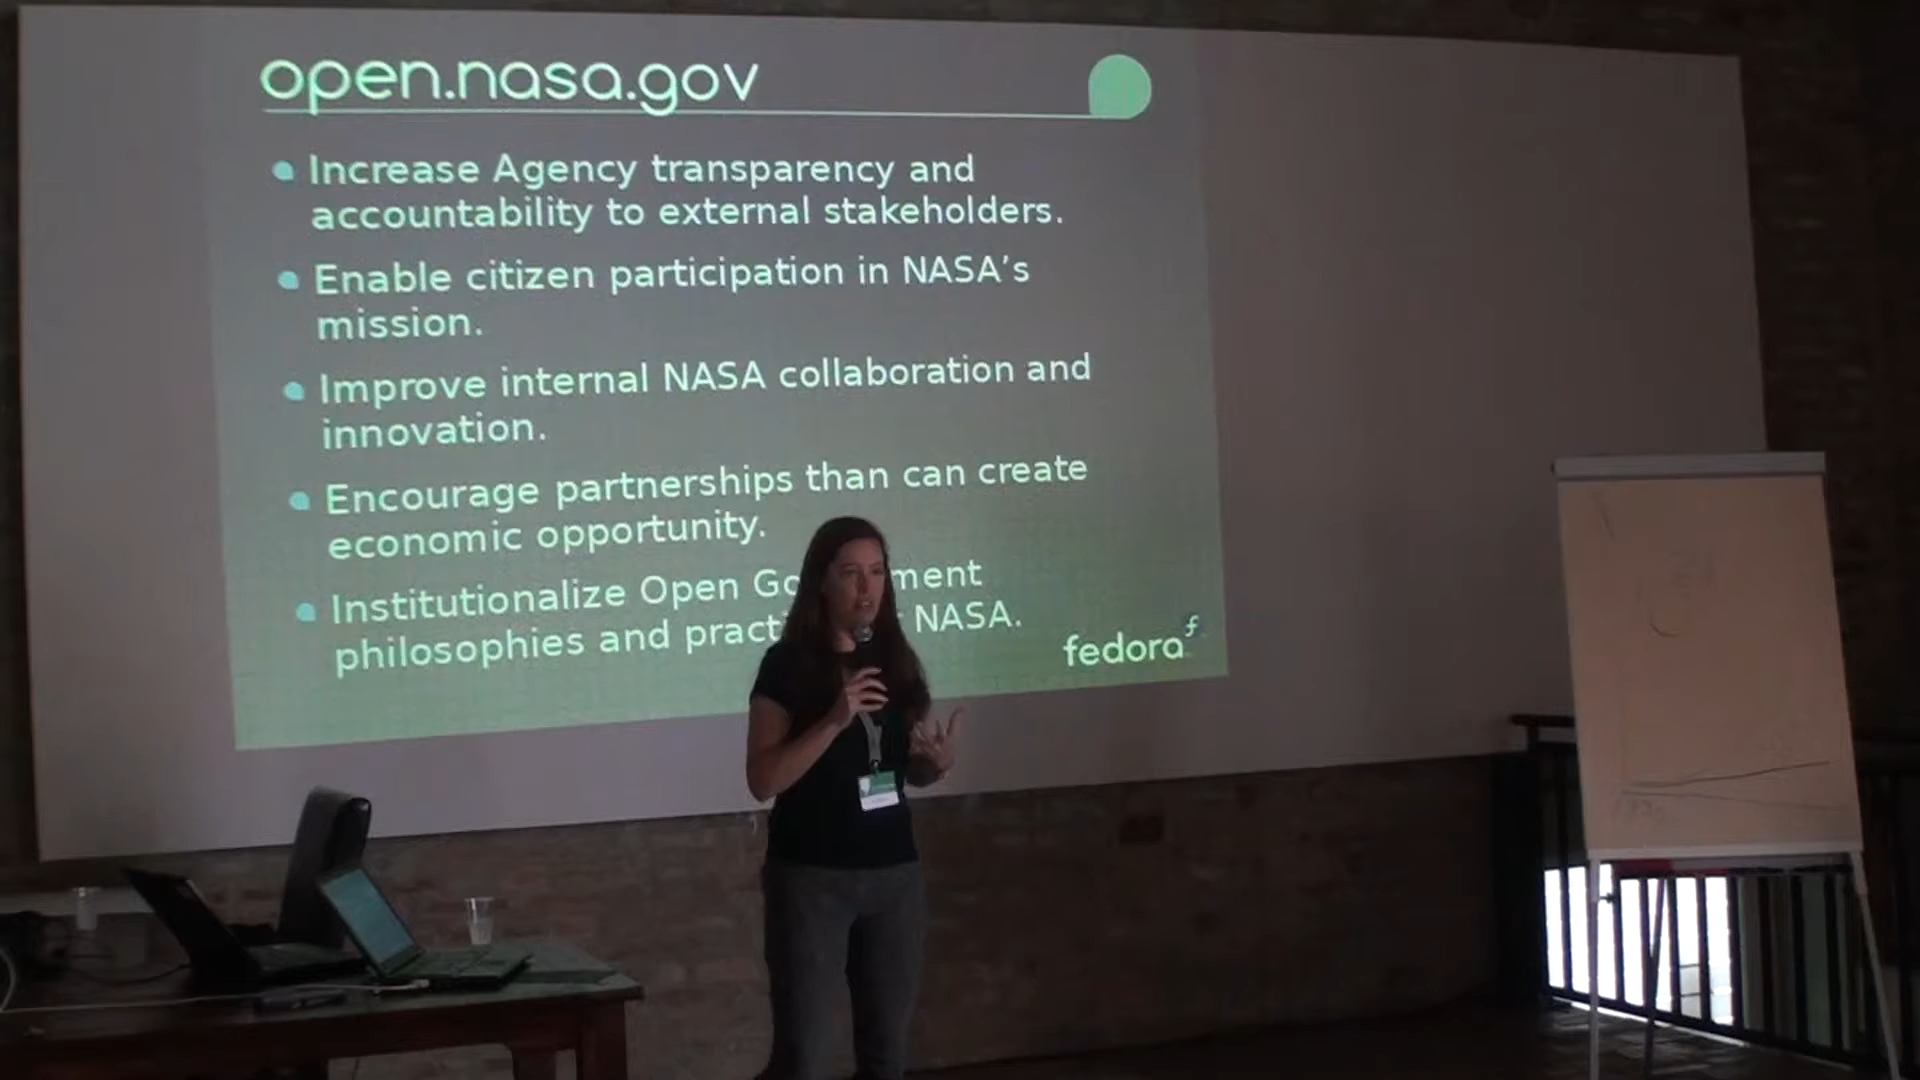 open.nasa.gov
Increase Agency transparency and
accountability to external stakeholders.
Enable citizen participation in NASA's
mission.
Improve internal NASA collaboration and
innovation.
Encourage partnerships than can create
economic opportunity.
Institutionalize Open
philosophies and NASA.
fedora